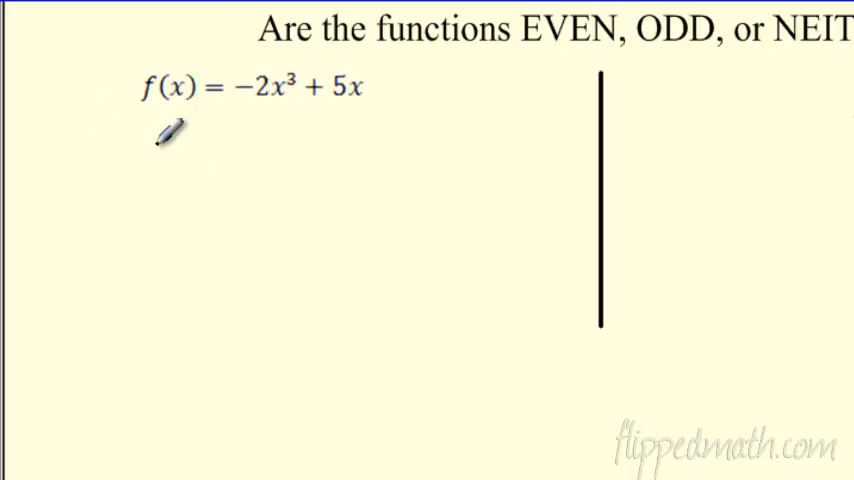 Are the functions EVEN, ODD, or NEIT
f(x) = −2x³ + 5x
flippedmath.com